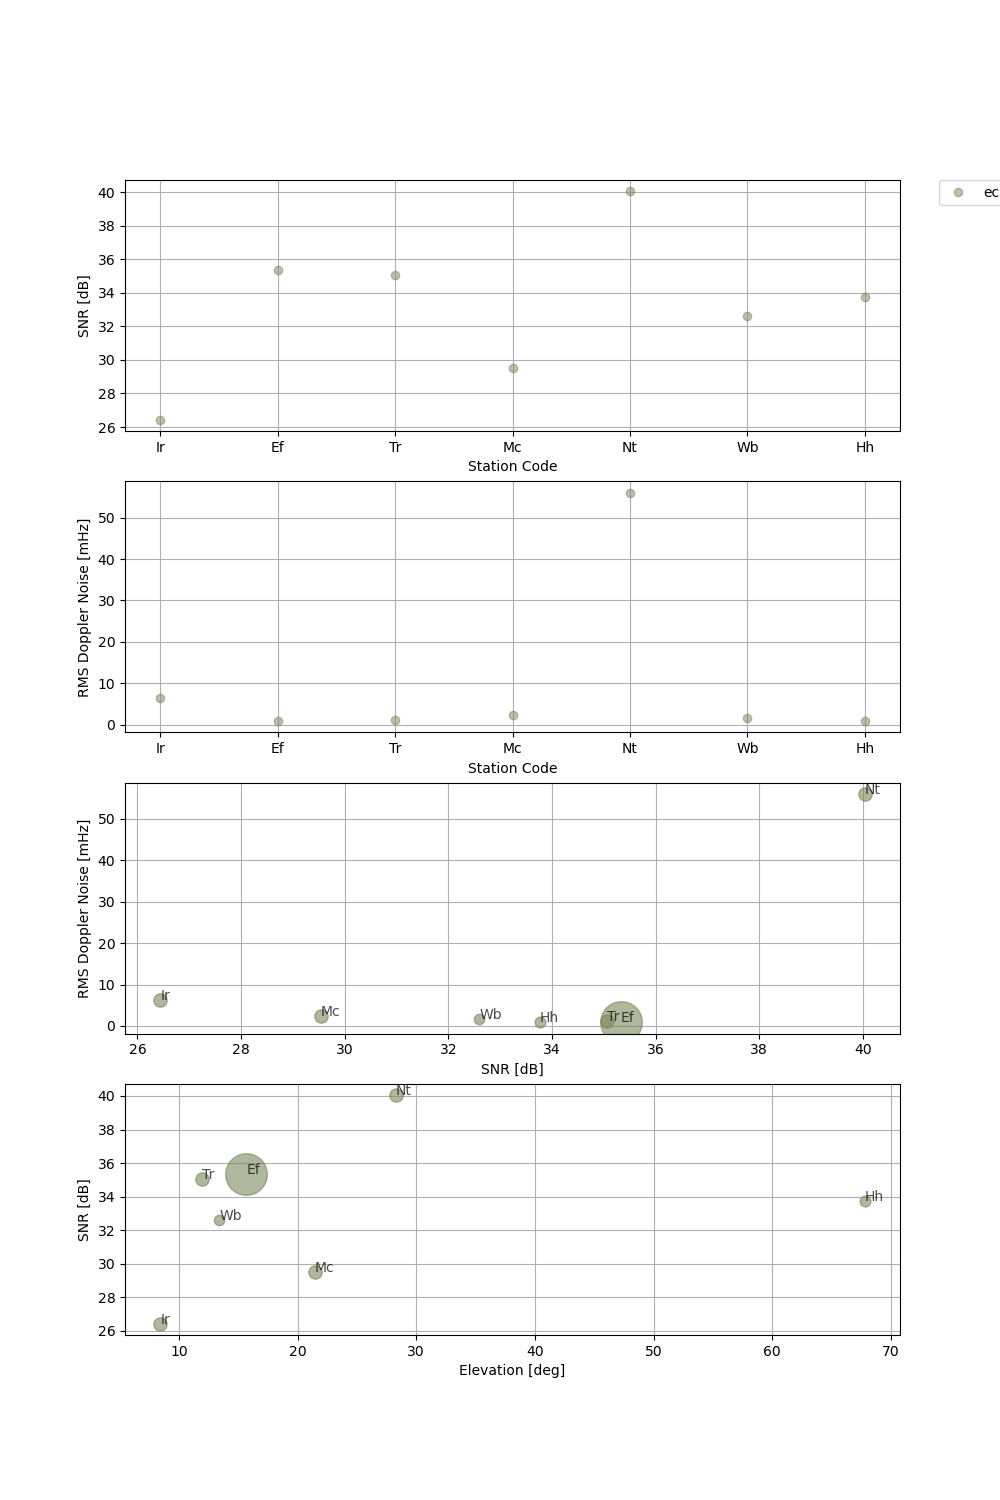 40
38
36
34
32
30
28
26
SNR [dB]
ec
Ir Ef Tr Mc Nt Wb Hh
Station Code
50
40
30
20
10
0
RMS Doppler Noise [mHz]
Ir Ef Tr Mc Nt Wb Hh
Station Code
50
40
30
20
10
0
RMS Doppler Noise [mHz]
Nt
Ir
Mc
Wb
Hh
Tr
Ef
26 28 30 32 34 36 38 40
SNR [dB]
40
38
36
34
32
30
28
26
SNR [dB]
Nt
Ef
Tr
Hh
Wb
Mc
Ir
10 20 30 40 50 60 70
Elevation [deg]